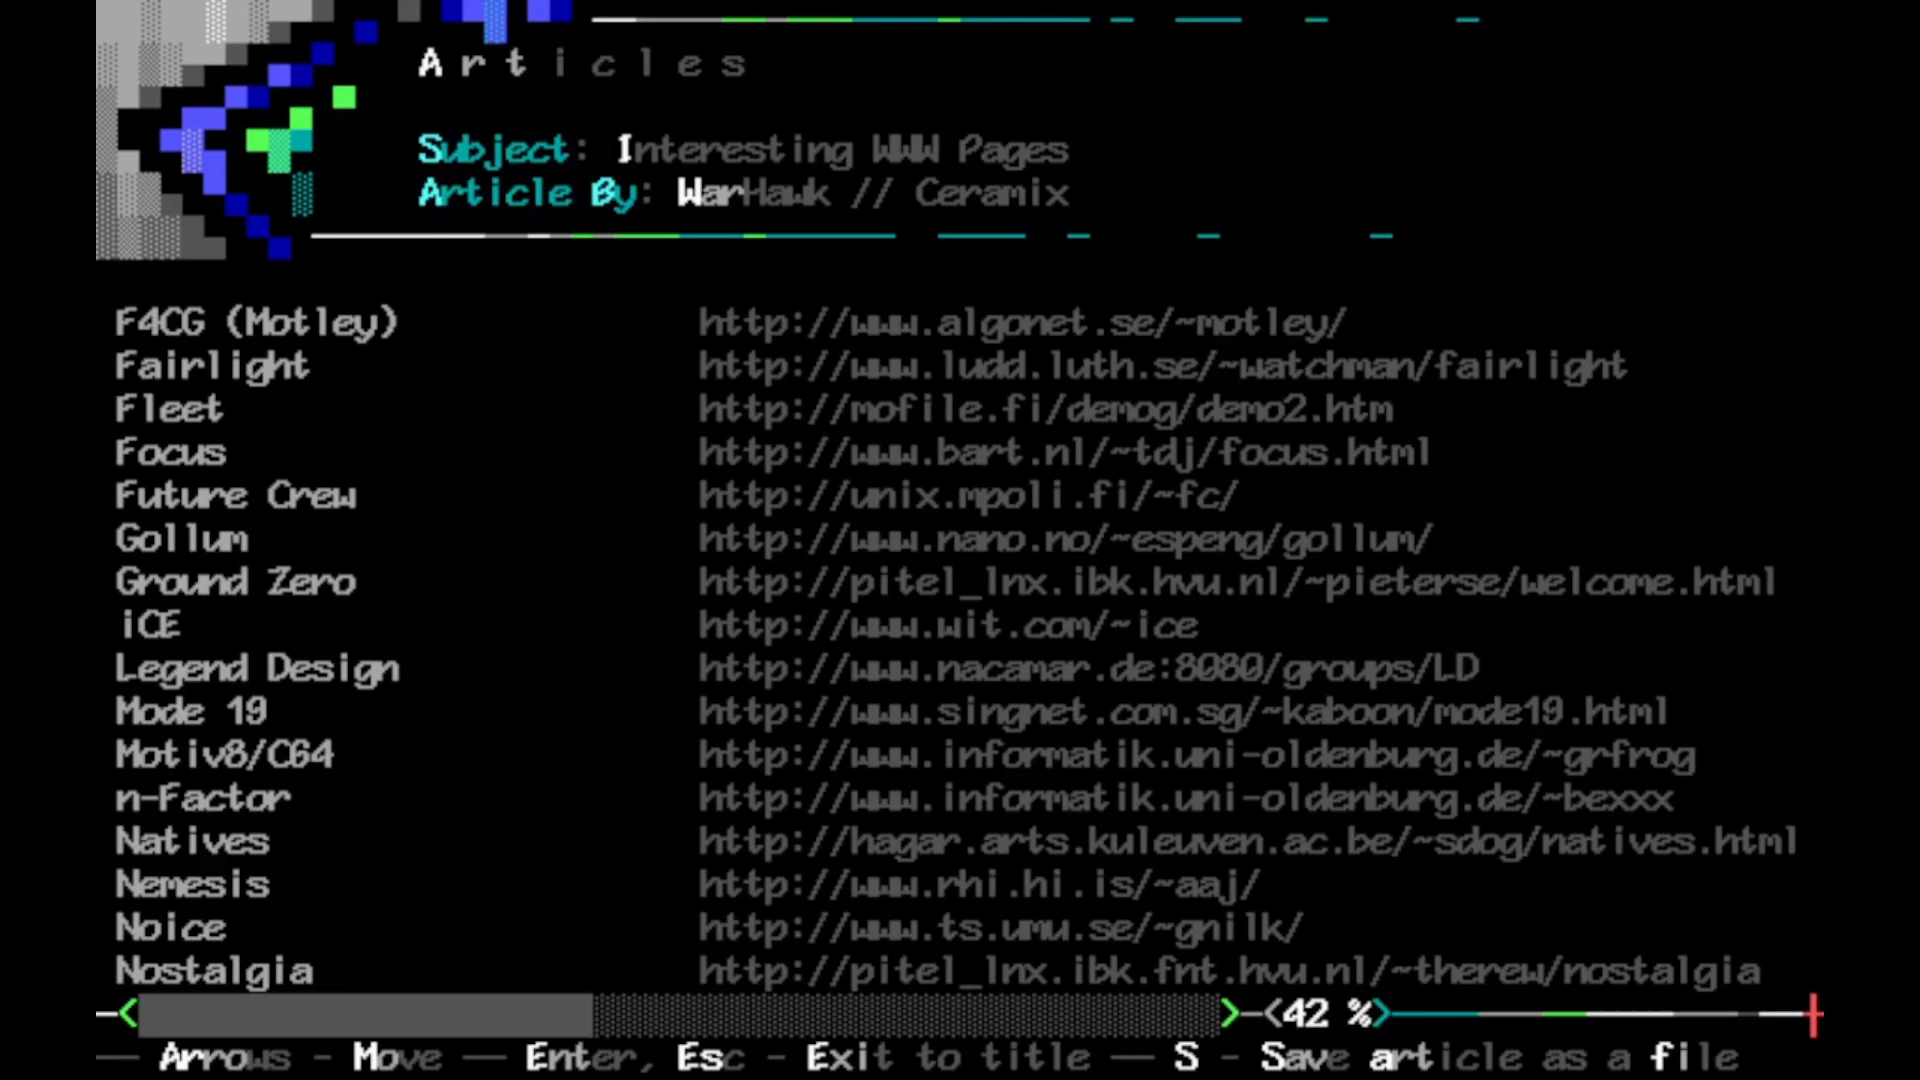 Articles
Subject: Interesting WWW Pages
Article By: WarHawk // Ceramix
F4CG (Motley) http://www.algonet.se/~motley/
Fairlight http://www.ludd.luth.se/~watchman/fairlight
Fleet http://mofile.fi/demog/demo2.htm
Focus http://www.bart.nl/~tdj/focus.html
Future Crew http://unix.mpoli.fi/~fc/
Gollum http://www.nano.no/~espeng/gollum/
Ground Zero http://pitel_lnx.ibk.hvu.nl/~pieterse/welcome.html
iCE http://www.wit.com/~ice
Legend Design http://www.nacamar.de:8080/groups/LD
Mode 19 http://www.singnet.com.sg/~kaboon/mode19.html
Motiv8/C64 http://www.informatik.uni-oldenburg.de/~grfrog
n-Factor http://www.informatik.uni-oldenburg.de/~bexxx
Natives http://hagar.arts.kuleuven.ac.be/~sdog/natives.html
Nemesis http://www.rhi.hi.is/~aaj/
Noice http://www.ts.umu.se/~gnilk/
Nostalgia http://pitel_lnx.ibk.fnt.hvu.nl/~therew/nostalgia
<42 %>
Arrows - Move — Enter, Esc - Exit to title — S - Save article as a file